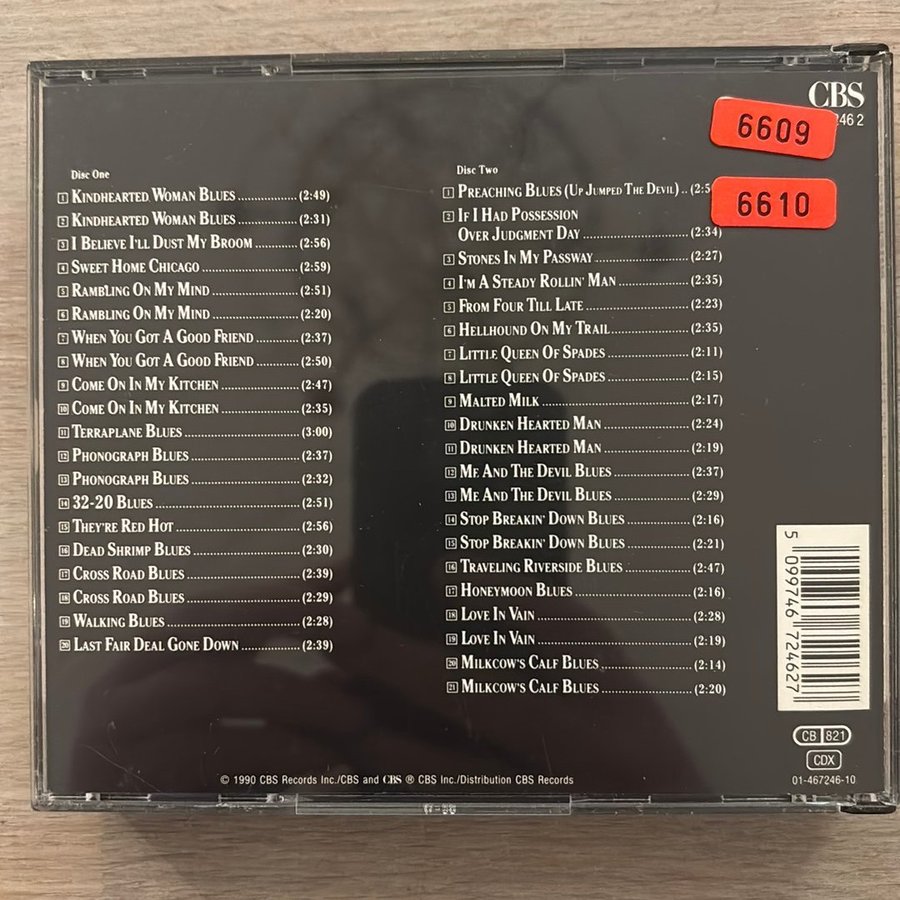 CBS
246 2
6609
6610
Disc One
1 Kindhearted Woman Blues (2:49)
2 Kindhearted Woman Blues (2:31)
3 I Believe I'll Dust My Broom (2:56)
4 Sweet Home Chicago (2:59)
5 Rambling On My Mind (2:51)
6 Rambling On My Mind (2:20)
7 When You Got A Good Friend (2:37)
8 When You Got A Good Friend (2:50)
9 Come On In My Kitchen (2:47)
10 Come On In My Kitchen (2:35)
11 Terraplane Blues (3:00)
12 Phonograph Blues (2:37)
13 Phonograph Blues (2:32)
14 32-20 Blues (2:51)
15 They're Red Hot (2:56)
16 Dead Shrimp Blues (2:30)
17 Cross Road Blues (2:39)
18 Cross Road Blues (2:29)
19 Walking Blues (2:28)
20 Last Fair Deal Gone Down (2:39)
Disc Two
1 Preaching Blues (Up Jumped The Devil)
2 If I Had Possession
Over Judgment Day (2:34)
3 Stones In My Passway (2:27)
4 I'm A Steady Rollin' Man (2:35)
5 From Four Till Late (2:23)
6 Hellhound On My Trail (2:35)
7 Little Queen Of Spades (2:11)
8 Little Queen Of Spades (2:15)
9 Malted Milk (2:17)
10 Drunken Hearted Man (2:24)
11 Drunken Hearted Man (2:19)
12 Me And The Devil Blues (2:37)
13 Me And The Devil Blues (2:29)
14 Stop Breakin' Down Blues (2:16)
15 Stop Breakin' Down Blues (2:21)
16 Traveling Riverside Blues (2:47)
17 Honeymoon Blues (2:16)
18 Love In Vain (2:28)
19 Love In Vain (2:19)
20 Milkcow's Calf Blues (2:14)
21 Milkcow's Calf Blues (2:20)
5 099746 724627
CB 821
CDX
01-467246-10
© 1990 CBS Records Inc./CBS and CBS ® CBS Inc./Distribution CBS Records